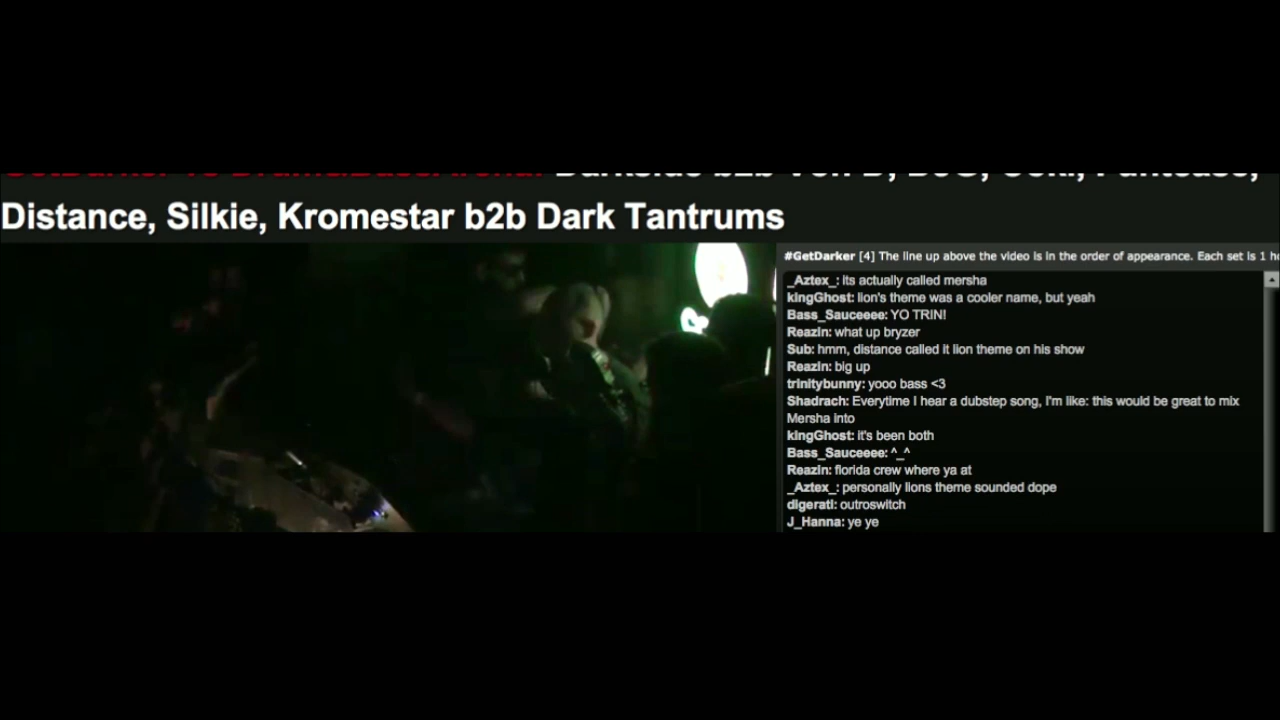 Distance, Silkie, Kromestar b2b Dark Tantrums
#GetDarker [4] The line up above the video is in the order of appearance. Each set is 1
_Aztex_: its actually called mersha
kingGhost: lion's theme was a cooler name, but yeah
Bass_Sauceeee: YO TRIN!
Reazin: what up bryzer
Sub: hmm, distance called it lion theme on his show
Reazin: big up
trinitybunny: yooo bass <3
Shadrach: Everytime I hear a dubstep song, I'm like: this would be great to mix
Mersha into
kingGhost: it's been both
Bass_Sauceeee: ^_^
Reazin: florida crew where ya at
_Aztex_: personally lions theme sounded dope
digerati: outroswitch
J_Hanna: ye ye